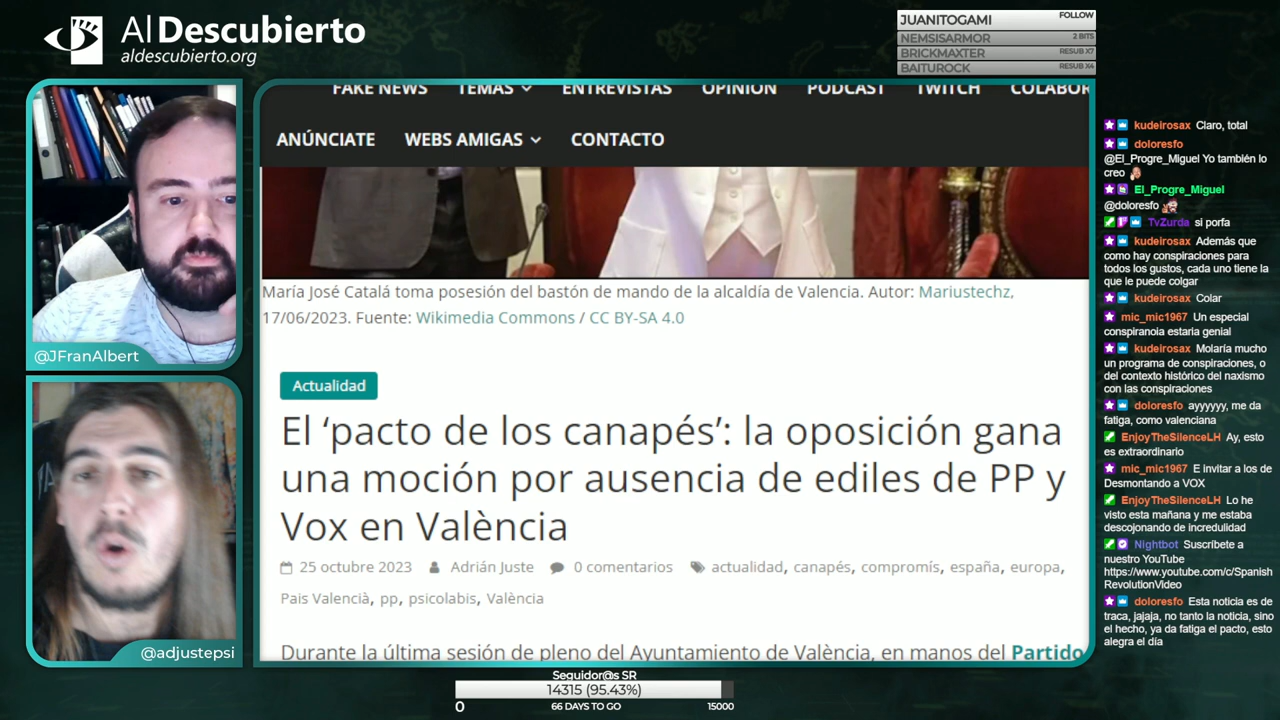 Al Descubierto
aldescubierto.org
JUANITOGAMI FOLLOW
NEMSISARMOR 2 BITS
BRICKMAXTER RESUB X7
BAITUROCK RESUB X4
FAKE NEWS TEMAS ENTREVISTAS OPINIÓN PODCAST TWITCH COLABOR
ANÚNCIATE WEBS AMIGAS CONTACTO
María José Catalá toma posesión del bastón de mando de la alcaldía de Valencia. Autor: Mariustechz,
17/06/2023. Fuente: Wikimedia Commons / CC BY-SA 4.0
Actualidad
El ‘pacto de los canapés’: la oposición gana
una moción por ausencia de ediles de PP y
Vox en València
25 octubre 2023 Adrián Juste 0 comentarios actualidad, canapés, compromís, españa, europa,
Pais Valencià, pp, psicolabis, València
Durante la última sesión de pleno del Ayuntamiento de València, en manos del Partido
@JFranAlbert
@adjustepsi
kudeirosax Claro, total
doloresfo
@El_Progre_Miguel Yo también lo
creo
El_Progre_Miguel
@doloresfo
TvZurda si porfa
kudeirosax Además que
como hay conspiraciones para
todos los gustos, cada uno tiene la
que le puede colgar
kudeirosax Colar
mic_mic1967 Un especial
conspiranoia estaria genial
kudeirosax Molaría mucho
un programa de conspiraciones, o
del contexto histórico del naxismo
con las conspiraciones
doloresfo ayyyyyy, me da
fatiga, como valenciana
EnjoyTheSilenceLH Ay, esto
es extraordinario
mic_mic1967 E invitar a los de
Desmontando a VOX
EnjoyTheSilenceLH Lo he
visto esta mañana y me estaba
descojonando de incredulidad
Nightbot Suscríbete a
nuestro YouTube
https://www.youtube.com/c/Spanish
RevolutionVideo
doloresfo Esta noticia es de
traca, jajaja, no tanto la noticia, sino
el hecho, ya da fatiga el pacto, esto
alegra el día
Seguidor@s SR
14315 (95.43%)
0 66 DAYS TO GO 15000